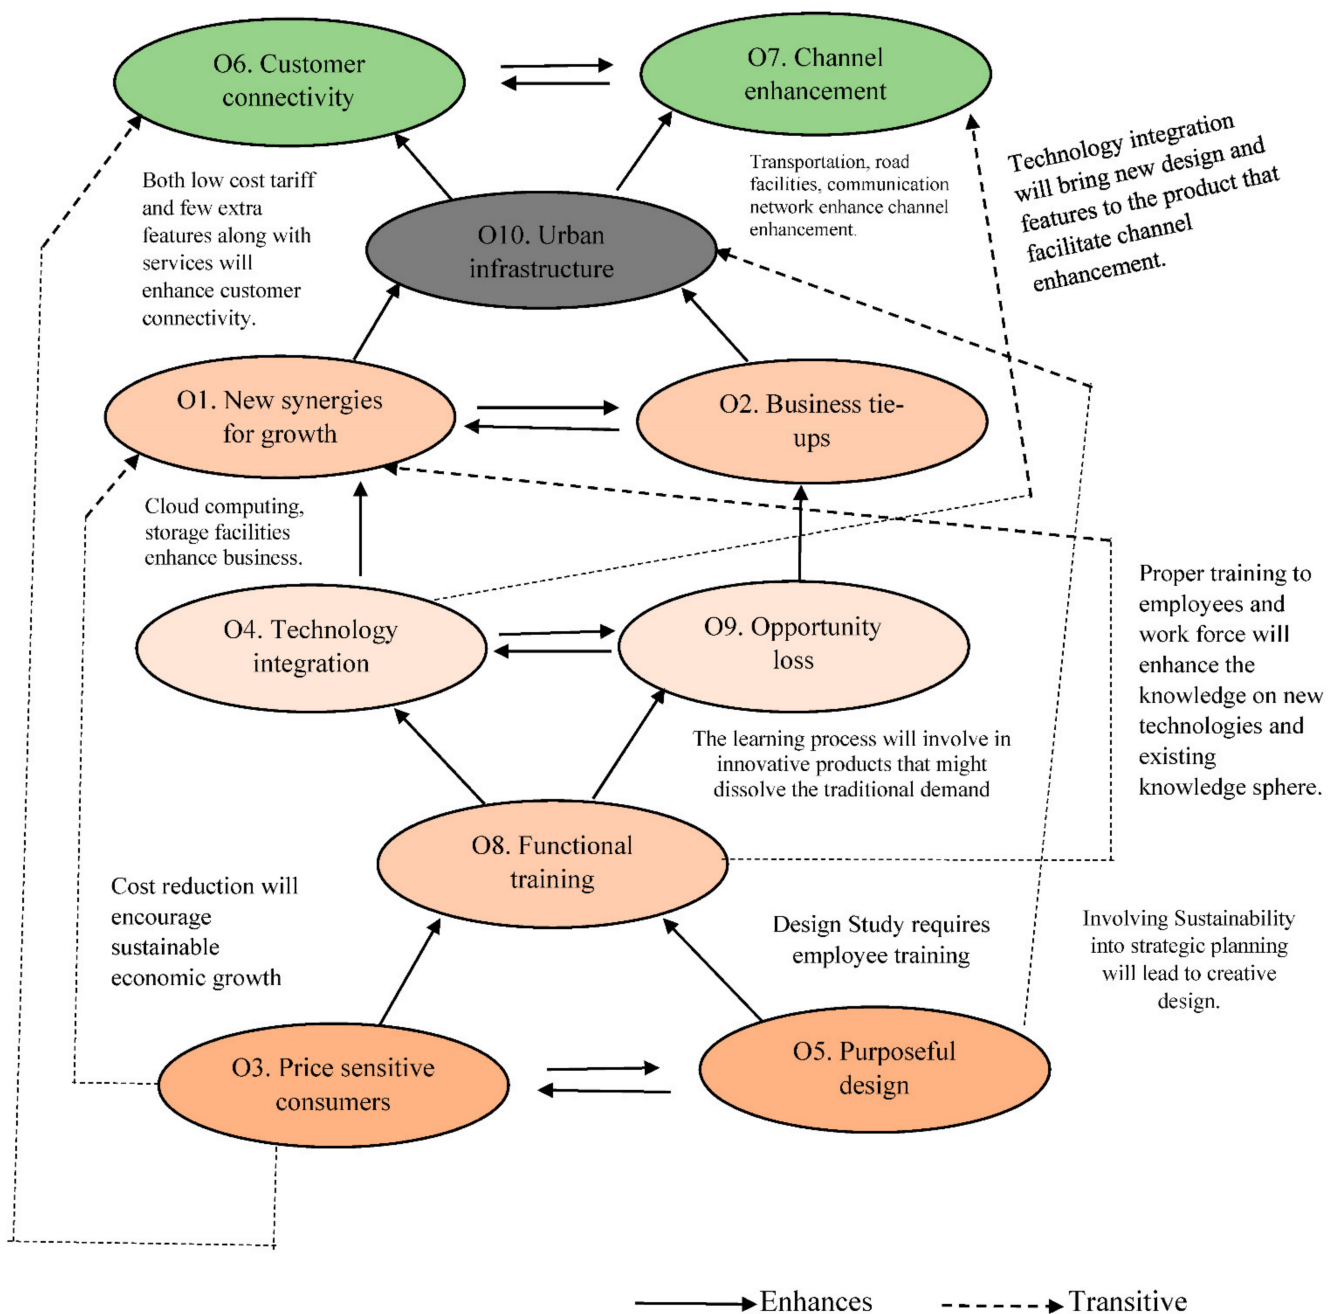 O6. Customer
connectivity
O7. Channel
enhancement
Technology integration
will bring new design and
features to the product that
facilitate channel
enhancement.
Both low cost tariff
and few extra
features along with
services will
enhance customer
connectivity.
Transportation, road
facilities, communication
network enhance channel
enhancement.
O10. Urban
infrastructure
O1. New synergies
for growth
O2. Business tie-
ups
Cloud computing,
storage facilities
enhance business.
O4. Technology
integration
O9. Opportunity
loss
Proper training to
employees and
work force will
enhance the
knowledge on new
technologies and
existing
knowledge sphere.
The learning process will involve in
innovative products that might
dissolve the traditional demand
O8. Functional
training
Cost reduction will
encourage
sustainable
economic growth
Design Study requires
employee training
Involving Sustainability
into strategic planning
will lead to creative
design.
O3. Price sensitive
consumers
O5. Purposeful
design
Enhances
Transitive